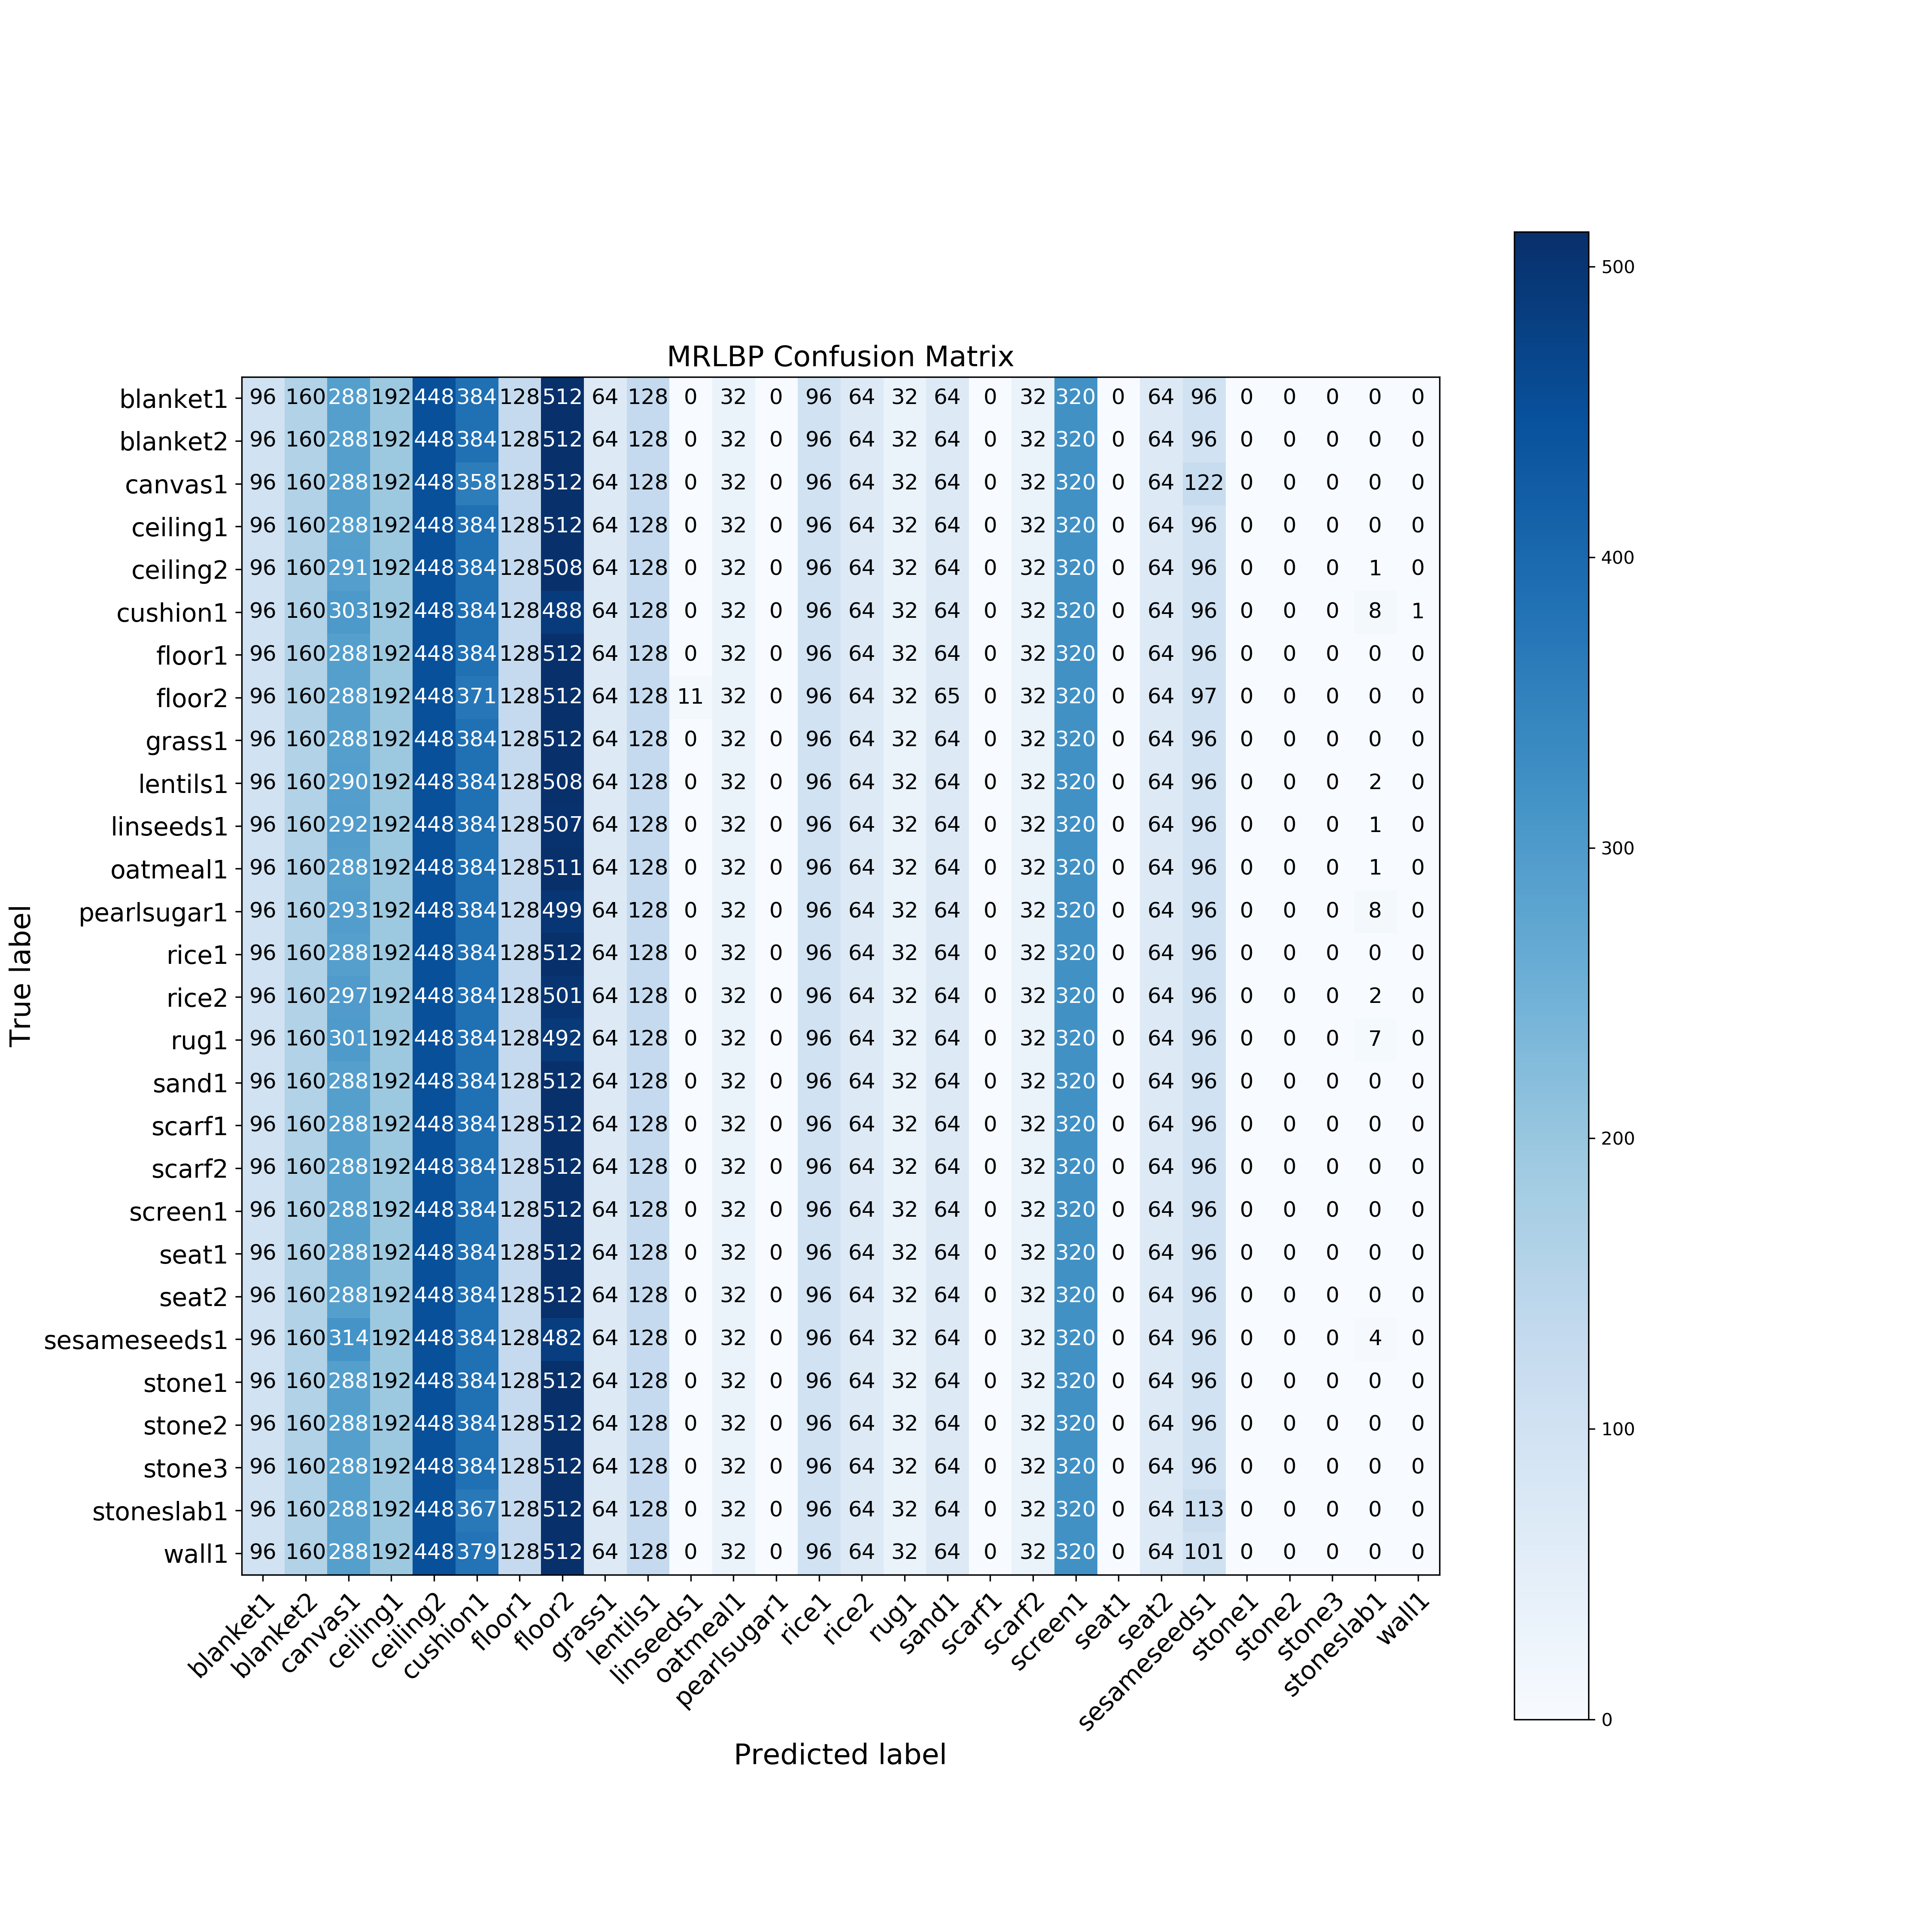 MRLBP Confusion Matrix
blanket1 96 160 288 192 448 384 128 512 64 128 0 32 0 96 64 32 64 0 32 320 0 64 96 0 0 0 0 0
blanket2 96 160 288 192 448 384 128 512 64 128 0 32 0 96 64 32 64 0 32 320 0 64 96 0 0 0 0 0
canvas1 96 160 288 192 448 358 128 512 64 128 0 32 0 96 64 32 64 0 32 320 0 64 122 0 0 0 0 0
ceiling1 96 160 288 192 448 384 128 512 64 128 0 32 0 96 64 32 64 0 32 320 0 64 96 0 0 0 0 0
ceiling2 96 160 291 192 448 384 128 508 64 128 0 32 0 96 64 32 64 0 32 320 0 64 96 0 0 0 1 0
cushion1 96 160 303 192 448 384 128 488 64 128 0 32 0 96 64 32 64 0 32 320 0 64 96 0 0 0 8 1
floor1 96 160 288 192 448 384 128 512 64 128 0 32 0 96 64 32 64 0 32 320 0 64 96 0 0 0 0 0
floor2 96 160 288 192 448 371 128 512 64 128 11 32 0 96 64 32 65 0 32 320 0 64 97 0 0 0 0 0
grass1 96 160 288 192 448 384 128 512 64 128 0 32 0 96 64 32 64 0 32 320 0 64 96 0 0 0 0 0
lentils1 96 160 290 192 448 384 128 508 64 128 0 32 0 96 64 32 64 0 32 320 0 64 96 0 0 0 2 0
linseeds1 96 160 292 192 448 384 128 507 64 128 0 32 0 96 64 32 64 0 32 320 0 64 96 0 0 0 1 0
oatmeal1 96 160 288 192 448 384 128 511 64 128 0 32 0 96 64 32 64 0 32 320 0 64 96 0 0 0 1 0
pearlsugar1 96 160 293 192 448 384 128 499 64 128 0 32 0 96 64 32 64 0 32 320 0 64 96 0 0 0 8 0
rice1 96 160 288 192 448 384 128 512 64 128 0 32 0 96 64 32 64 0 32 320 0 64 96 0 0 0 0 0
rice2 96 160 297 192 448 384 128 501 64 128 0 32 0 96 64 32 64 0 32 320 0 64 96 0 0 0 2 0
rug1 96 160 301 192 448 384 128 492 64 128 0 32 0 96 64 32 64 0 32 320 0 64 96 0 0 0 7 0
sand1 96 160 288 192 448 384 128 512 64 128 0 32 0 96 64 32 64 0 32 320 0 64 96 0 0 0 0 0
scarf1 96 160 288 192 448 384 128 512 64 128 0 32 0 96 64 32 64 0 32 320 0 64 96 0 0 0 0 0
scarf2 96 160 288 192 448 384 128 512 64 128 0 32 0 96 64 32 64 0 32 320 0 64 96 0 0 0 0 0
screen1 96 160 288 192 448 384 128 512 64 128 0 32 0 96 64 32 64 0 32 320 0 64 96 0 0 0 0 0
seat1 96 160 288 192 448 384 128 512 64 128 0 32 0 96 64 32 64 0 32 320 0 64 96 0 0 0 0 0
seat2 96 160 288 192 448 384 128 512 64 128 0 32 0 96 64 32 64 0 32 320 0 64 96 0 0 0 0 0
sesameseeds1 96 160 314 192 448 384 128 482 64 128 0 32 0 96 64 32 64 0 32 320 0 64 96 0 0 0 4 0
stone1 96 160 288 192 448 384 128 512 64 128 0 32 0 96 64 32 64 0 32 320 0 64 96 0 0 0 0 0
stone2 96 160 288 192 448 384 128 512 64 128 0 32 0 96 64 32 64 0 32 320 0 64 96 0 0 0 0 0
stone3 96 160 288 192 448 384 128 512 64 128 0 32 0 96 64 32 64 0 32 320 0 64 96 0 0 0 0 0
stoneslab1 96 160 288 192 448 367 128 512 64 128 0 32 0 96 64 32 64 0 32 320 0 64 113 0 0 0 0 0
wall1 96 160 288 192 448 379 128 512 64 128 0 32 0 96 64 32 64 0 32 320 0 64 101 0 0 0 0 0
blanket1 blanket2 canvas1 ceiling1 ceiling2 cushion1 floor1 floor2 grass1 lentils1 linseeds1 oatmeal1 pearlsugar1 rice1 rice2 rug1 sand1 scarf1 scarf2 screen1 seat1 seat2 sesameseeds1 stone1 stone2 stone3 stoneslab1 wall1
Predicted label
True label
500
400
300
200
100
0